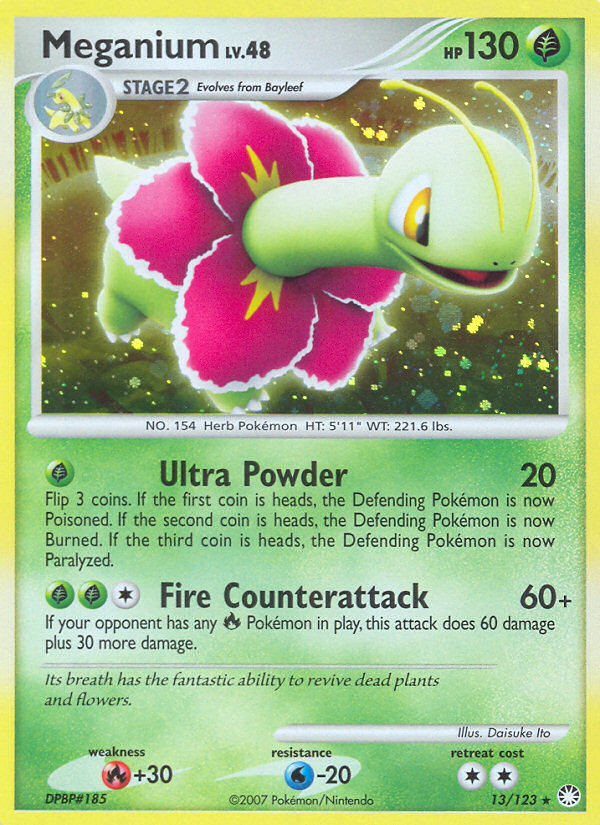 Meganium LV.48
HP 130
STAGE2 Evolves from Bayleef
NO. 154 Herb Pokémon HT: 5'11" WT: 221.6 lbs.
Ultra Powder 20
Flip 3 coins. If the first coin is heads, the Defending Pokémon is now
Poisoned. If the second coin is heads, the Defending Pokémon is now
Burned. If the third coin is heads, the Defending Pokémon is now
Paralyzed.
Fire Counterattack 60+
If your opponent has any Pokémon in play, this attack does 60 damage
plus 30 more damage.
Its breath has the fantastic ability to revive dead plants
and flowers.
Illus. Daisuke Ito
weakness resistance retreat cost
+30 -20
DPBP#185 ©2007 Pokémon/Nintendo 13/123 ★